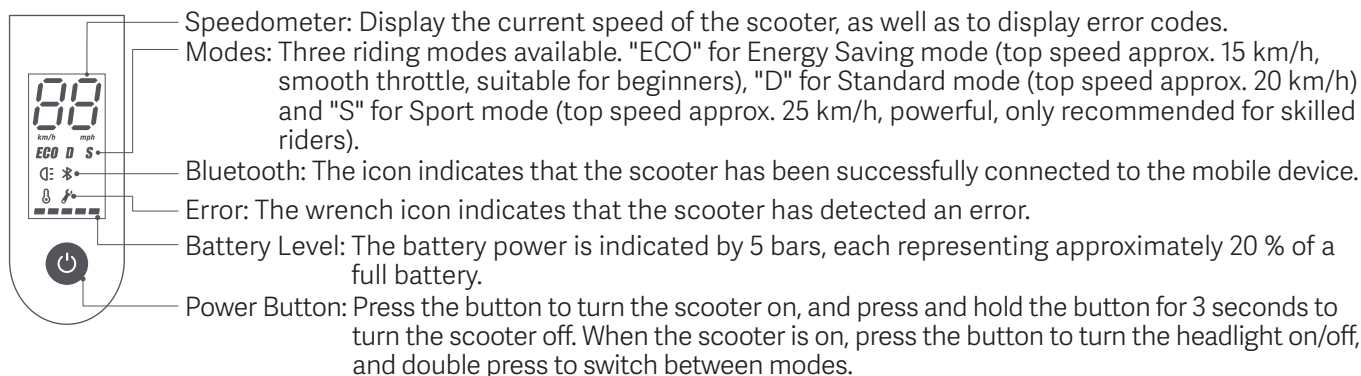 Speedometer: Display the current speed of the scooter, as well as to display error codes.
Modes: Three riding modes available. "ECO" for Energy Saving mode (top speed approx. 15 km/h,
smooth throttle, suitable for beginners), "D" for Standard mode (top speed approx. 20 km/h)
and "S" for Sport mode (top speed approx. 25 km/h, powerful, only recommended for skilled
riders).
Bluetooth: The icon indicates that the scooter has been successfully connected to the mobile device.
Error: The wrench icon indicates that the scooter has detected an error.
Battery Level: The battery power is indicated by 5 bars, each representing approximately 20 % of a
full battery.
Power Button: Press the button to turn the scooter on, and press and hold the button for 3 seconds to
turn the scooter off. When the scooter is on, press the button to turn the headlight on/off,
and double press to switch between modes.
88
km/h mph
ECO D S